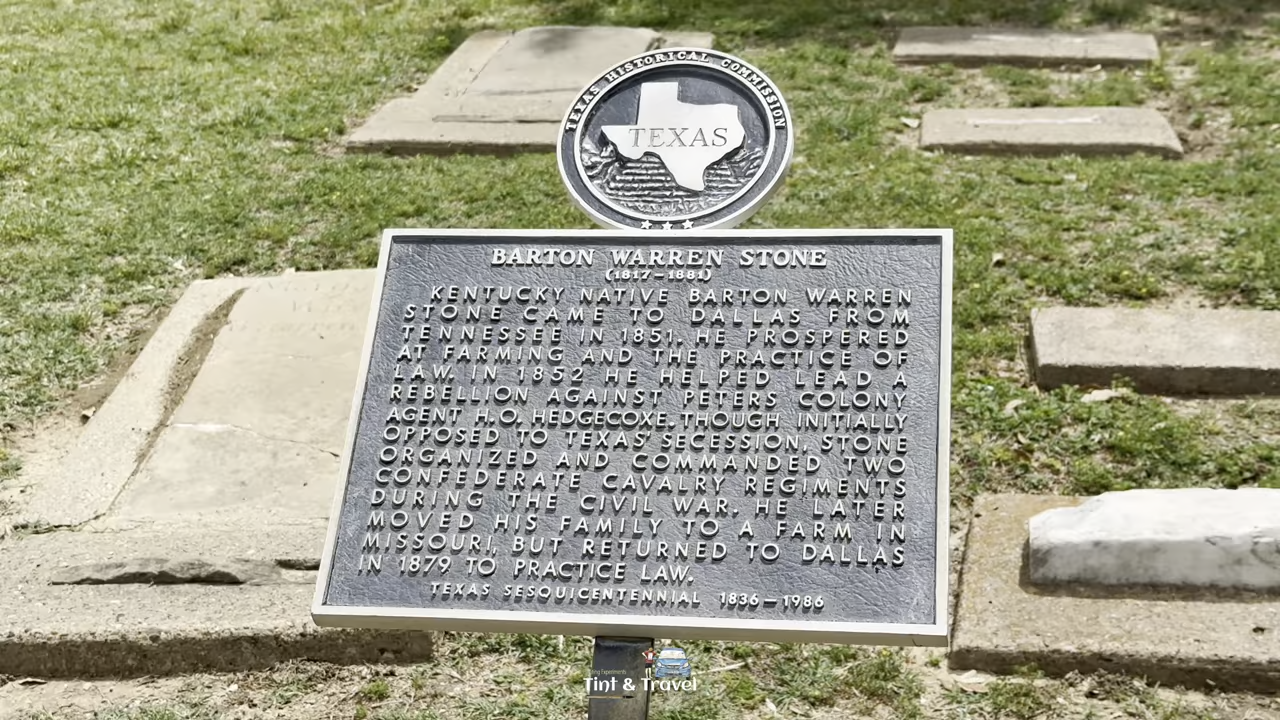 TEXAS HISTORICAL COMMISSION
TEXAS
BARTON WARREN STONE
(1817–1881)
KENTUCKY NATIVE BARTON WARREN
STONE CAME TO DALLAS FROM
TENNESSEE IN 1851. HE PROSPERED
AT FARMING AND THE PRACTICE OF
LAW. IN 1852 HE HELPED LEAD A
REBELLION AGAINST PETERS COLONY
AGENT H.O. HEDGECOXE. THOUGH INITIALLY
OPPOSED TO TEXAS' SECESSION, STONE
ORGANIZED AND COMMANDED TWO
CONFEDERATE CAVALRY REGIMENTS
DURING THE CIVIL WAR. HE LATER
MOVED HIS FAMILY TO A FARM IN
MISSOURI, BUT RETURNED TO DALLAS
IN 1879 TO PRACTICE LAW.
TEXAS SESQUICENTENNIAL 1836–1986
Tint & Travel